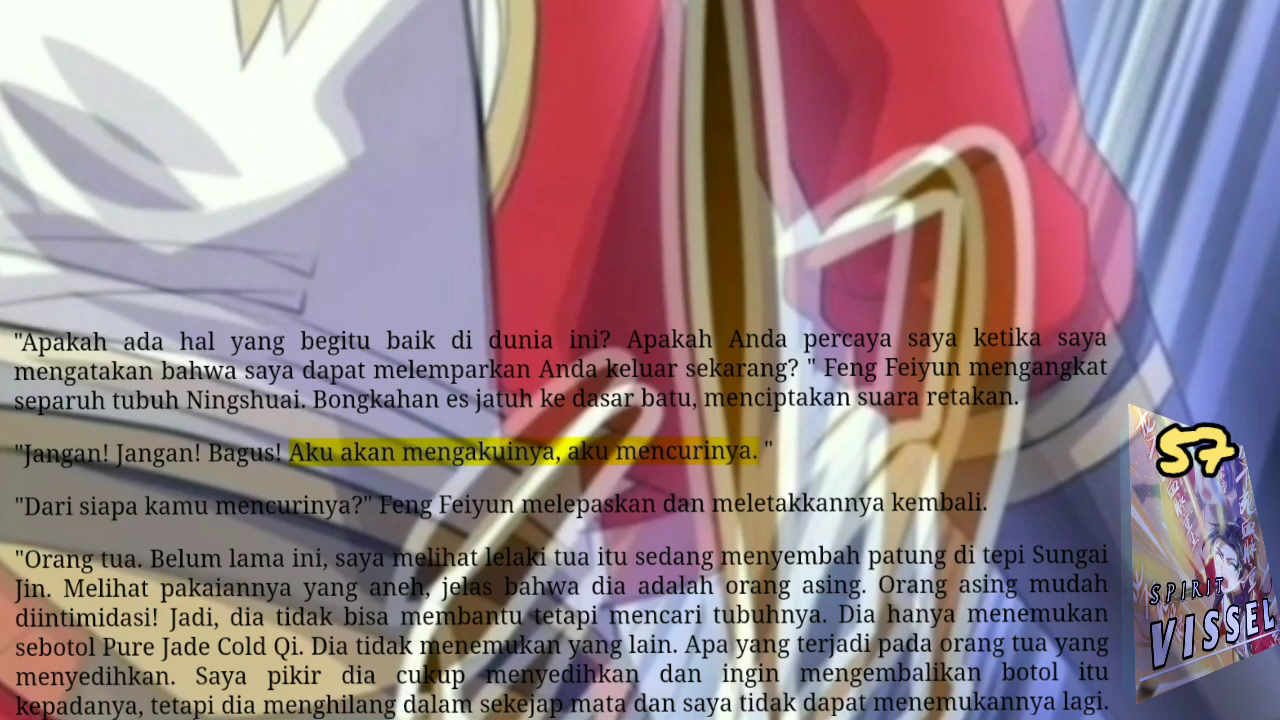 "Apakah ada hal yang begitu baik di dunia ini? Apakah Anda percaya saya ketika saya
mengatakan bahwa saya dapat melemparkan Anda keluar sekarang? " Feng Feiyun mengangkat
separuh tubuh Ningshuai. Bongkahan es jatuh ke dasar batu, menciptakan suara retakan.
"Jangan! Jangan! Bagus! Aku akan mengakuinya, aku mencurinya. "
"Dari siapa kamu mencurinya?" Feng Feiyun melepaskan dan meletakkannya kembali.
"Orang tua. Belum lama ini, saya melihat lelaki tua itu sedang menyembah patung di tepi Sungai
Jin. Melihat pakaiannya yang aneh, jelas bahwa dia adalah orang asing. Orang asing mudah
diintimidasi! Jadi, dia tidak bisa membantu tetapi mencari tubuhnya. Dia hanya menemukan
sebotol Pure Jade Cold Qi. Dia tidak menemukan yang lain. Apa yang terjadi pada orang tua yang
menyedihkan. Saya pikir dia cukup menyedihkan dan ingin mengembalikan botol itu
kepadanya, tetapi dia menghilang dalam sekejap mata dan saya tidak dapat menemukannya lagi.
57
SPIRIT
VISSEL